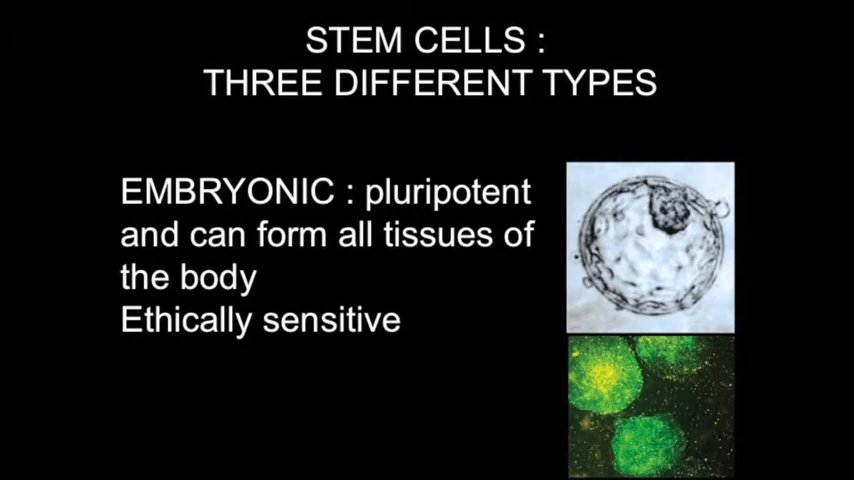 STEM CELLS :
THREE DIFFERENT TYPES
EMBRYONIC : pluripotent
and can form all tissues of
the body
Ethically sensitive